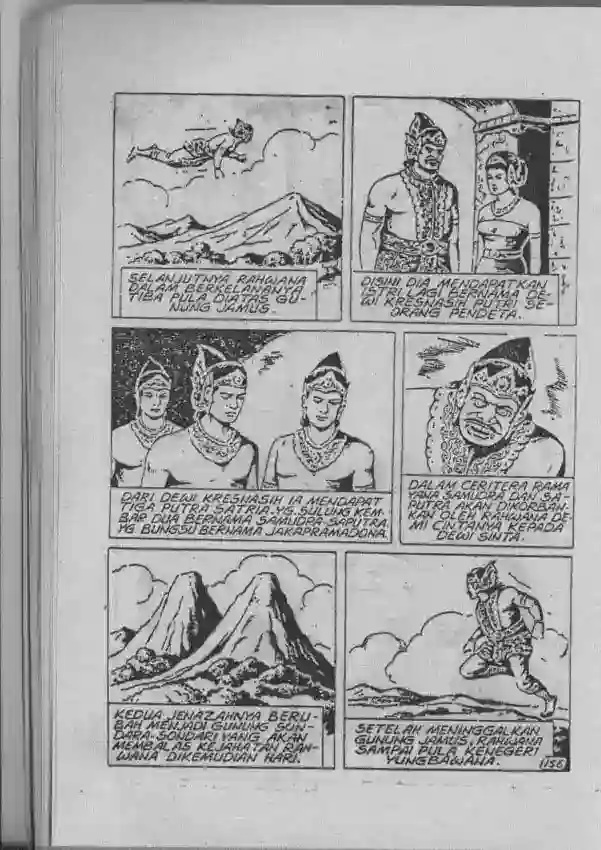 SELANJUTNYA RAHWANA
DALAM BERKELANANYA
TIBA PULA DIATAS GU-
NUNG JAMUS.
DISINI DIA MENDAPATKAN
ISTRI LAGI BERNAMA DE-
WI KRESNASIH PUTRI SE-
ORANG PENDETA.
DARI DEWI KRESNASIH IA MENDAPAT
TIGA PUTRA SATRIA. YG. SULUNG KEM-
BAR DUA BERNAMA SAMUDRA-SAPUTRA.
YG BUNGSU BERNAMA JAKAPRAMADONA.
DALAM CERITERA RAMA
YANA SAMUDRA DAN SA-
PUTRA AKAN DIKORBAN-
KAN OLEH RAHWANA DE-
MI CINTANYA KEPADA
DEWI SINTA.
KEDUA JENAZAHNYA BERU-
BAH MENJADI GUNUNG SON-
DARA-SONDARI YANG AKAN
MEMBALAS KEJAHATAN RAH-
WANA DIKEMUDIAN HARI.
SETELAH MENINGGALKAN
GUNUNG JAMUS, RAHWANA
SAMPAI PULA KENEGERI
YUNGBAWANA.
1156